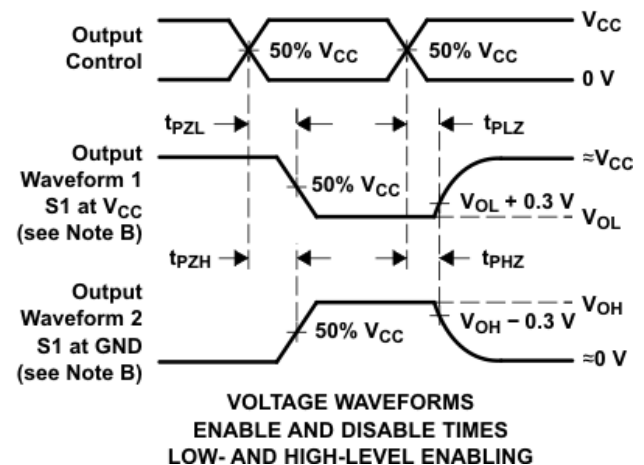 Output
Control
50% VCC
50% VCC
VCC
0 V
tPZL
tPLZ
Output
Waveform 1
S1 at VCC
(see Note B)
50% VCC
≈VCC
VOL + 0.3 V
VOL
tPZH
tPHZ
Output
Waveform 2
S1 at GND
(see Note B)
50% VCC
VOH
VOH − 0.3 V
≈0 V
VOLTAGE WAVEFORMS
ENABLE AND DISABLE TIMES
LOW- AND HIGH-LEVEL ENABLING